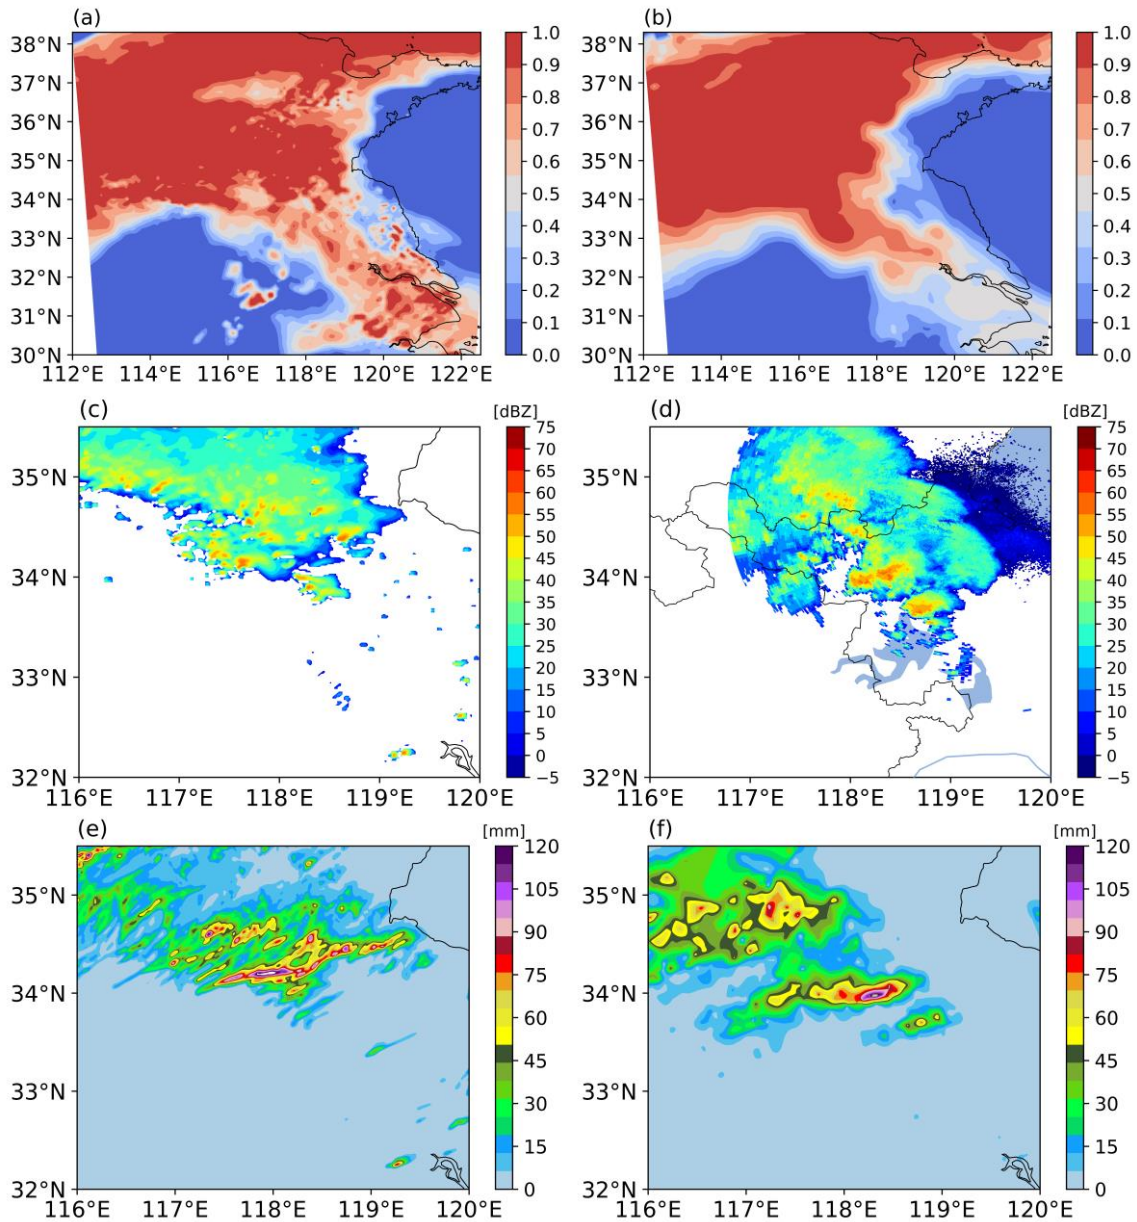 (a)
38°N
37°N
36°N
35°N
34°N
33°N
32°N
31°N
30°N
112°E 114°E 116°E 118°E 120°E 122°E
1.0
0.9
0.8
0.7
0.6
0.5
0.4
0.3
0.2
0.1
0.0
(b)
38°N
37°N
36°N
35°N
34°N
33°N
32°N
31°N
30°N
112°E 114°E 116°E 118°E 120°E 122°E
1.0
0.9
0.8
0.7
0.6
0.5
0.4
0.3
0.2
0.1
0.0
(c)
35°N
34°N
33°N
32°N
116°E 117°E 118°E 119°E 120°E
[dBZ]
75
70
65
60
55
50
45
40
35
30
25
20
15
10
5
0
−5
(d)
35°N
34°N
33°N
32°N
116°E 117°E 118°E 119°E 120°E
[dBZ]
75
70
65
60
55
50
45
40
35
30
25
20
15
10
5
0
−5
(e)
35°N
34°N
33°N
32°N
116°E 117°E 118°E 119°E 120°E
[mm]
120
105
90
75
60
45
30
15
0
(f)
35°N
34°N
33°N
32°N
116°E 117°E 118°E 119°E 120°E
[mm]
120
105
90
75
60
45
30
15
0